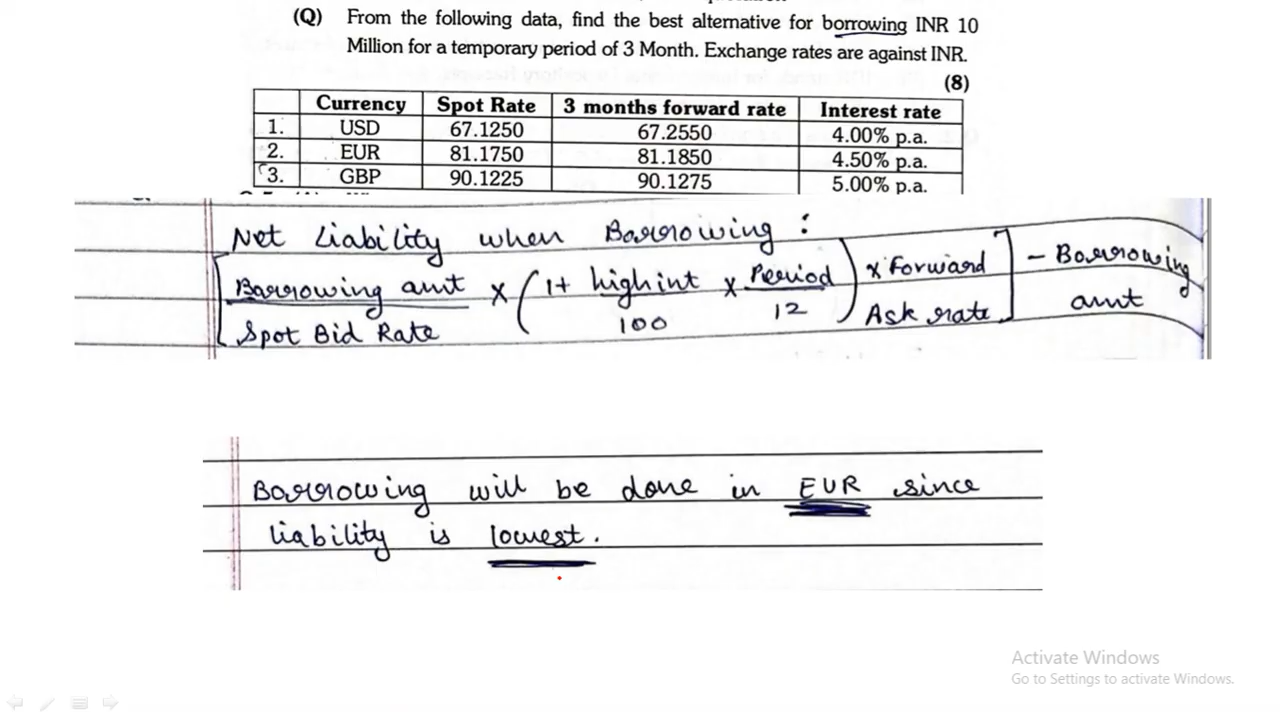 (Q) From the following data, find the best alternative for borrowing INR 10
Million for a temporary period of 3 Month. Exchange rates are against INR.
(8)
Currency Spot Rate 3 months forward rate Interest rate
1. USD 67.1250 67.2550 4.00% p.a.
2. EUR 81.1750 81.1850 4.50% p.a.
3. GBP 90.1225 90.1275 5.00% p.a.
Net Liability when Borrowing :
[Borrowing amt / Spot Bid Rate × (1+ high int / 100 × Period / 12) × Forward Ask rate] - Borrowing amt
Borrowing will be done in EUR since
liability is lowest.
Activate Windows
Go to Settings to activate Windows.